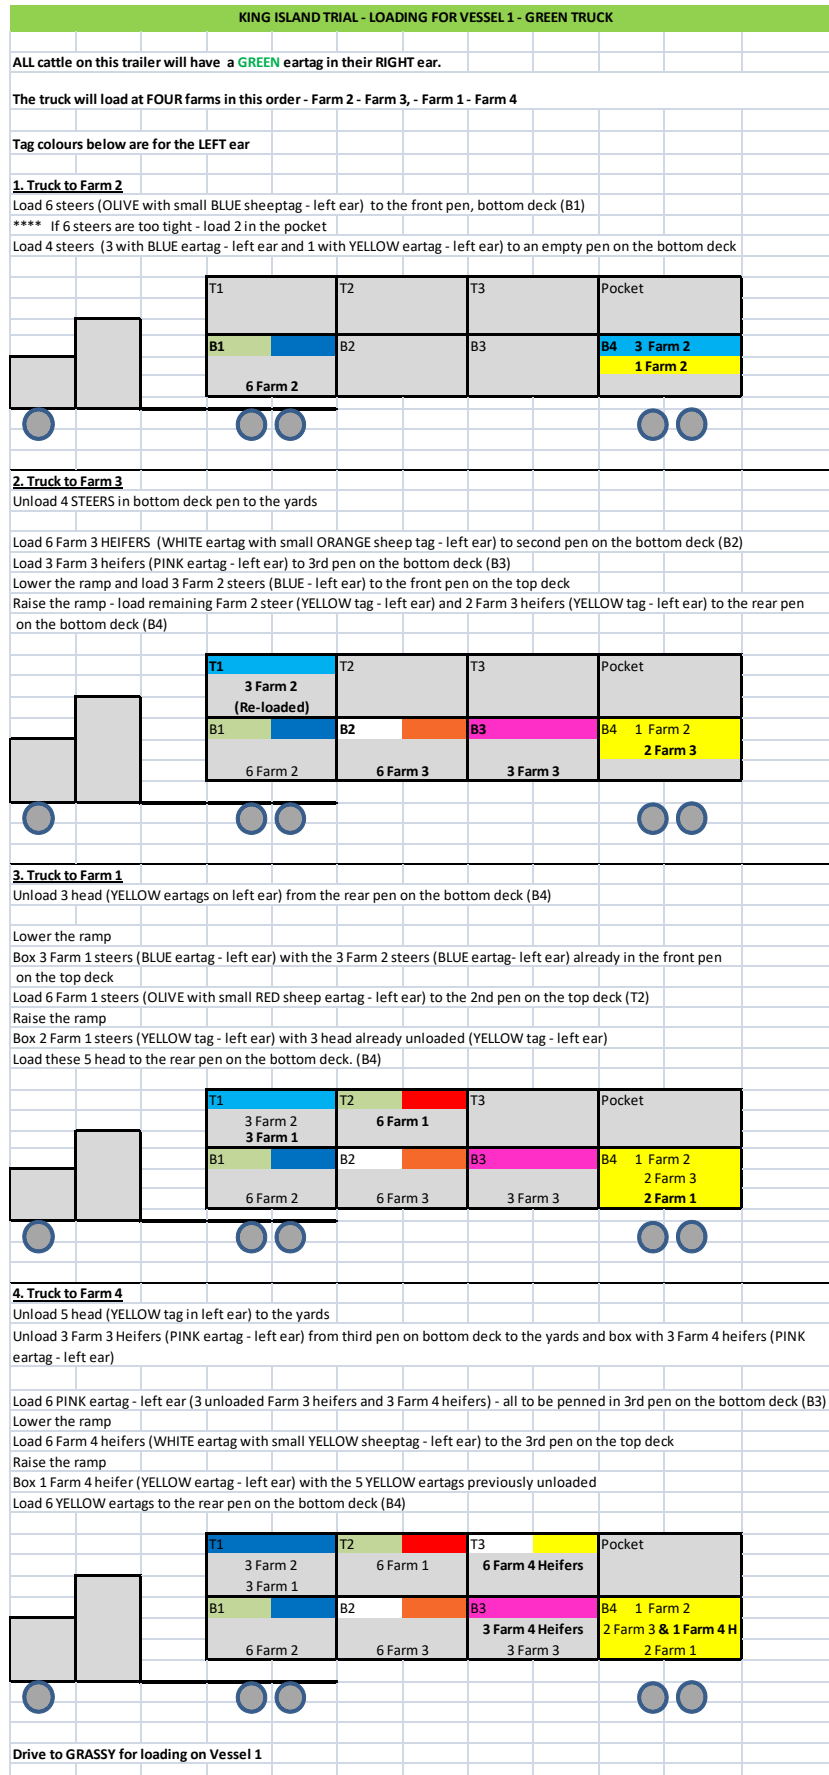 KING ISLAND TRIAL - LOADING FOR VESSEL 1 - GREEN TRUCK
ALL cattle on this trailer will have  a GREEN eartag in their RIGHT ear.
The truck will load at FOUR farms in this order - Farm 2 - Farm 3, - Farm 1 - Farm 4
Tag colours below are for the LEFT ear
1. Truck to Farm 2
Load 6 steers (OLIVE with small BLUE sheeptag - left ear)  to the front pen, bottom deck (B1)
****  If 6 steers are too tight - load 2 in the pocket
Load 4 steers  (3 with BLUE eartag - left ear and 1 with YELLOW eartag - left ear) to an empty pen on the bottom deck
T1 T2 T3 Pocket
B1 B2 B3 B4 3 Farm 2
1 Farm 2
6 Farm 2
2. Truck to Farm 3
Unload 4 STEERS in bottom deck pen to the yards
Load 6 Farm 3 HEIFERS  (WHITE eartag with small ORANGE sheep tag - left ear) to second pen on the bottom deck (B2)
Load 3 Farm 3 heifers (PINK eartag - left ear) to 3rd pen on the bottom deck (B3)
Lower the ramp and load 3 Farm 2 steers (BLUE - left ear) to the front pen on the top deck
Raise the ramp - load remaining Farm 2 steer (YELLOW tag - left ear) and 2 Farm 3 heifers (YELLOW tag - left ear) to the rear pen
on the bottom deck (B4)
T1 T2 T3 Pocket
3 Farm 2
(Re-loaded)
B1 B2 B3 B4 1 Farm 2
2 Farm 3
6 Farm 2 6 Farm 3 3 Farm 3
3. Truck to Farm 1
Unload 3 head (YELLOW eartags on left ear) from the rear pen on the bottom deck (B4)
Lower the ramp
Box 3 Farm 1 steers (BLUE eartag - left ear) with the 3 Farm 2 steers (BLUE eartag- left ear) already in the front pen
on the top deck
Load 6 Farm 1 steers (OLIVE with small RED sheep eartag - left ear) to the 2nd pen on the top deck (T2)
Raise the ramp
Box 2 Farm 1 steers (YELLOW tag - left ear) with 3 head already unloaded (YELLOW tag - left ear)
Load these 5 head to the rear pen on the bottom deck. (B4)
T1 T2 T3 Pocket
3 Farm 2 6 Farm 1
3 Farm 1
B1 B2 B3 B4 1 Farm 2
2 Farm 3
6 Farm 2 6 Farm 3 3 Farm 3 2 Farm 1
4. Truck to Farm 4
Unload 5 head (YELLOW tag in left ear) to the yards
Unload 3 Farm 3 Heifers (PINK eartag - left ear) from third pen on bottom deck to the yards and box with 3 Farm 4 heifers (PINK
eartag - left ear)
Load 6 PINK eartag - left ear (3 unloaded Farm 3 heifers and 3 Farm 4 heifers) - all to be penned in 3rd pen on the bottom deck (B3)
Lower the ramp
Load 6 Farm 4 heifers (WHITE eartag with small YELLOW sheeptag - left ear) to the 3rd pen on the top deck
Raise the ramp
Box 1 Farm 4 heifer (YELLOW eartag - left ear) with the 5 YELLOW eartags previously unloaded
Load 6 YELLOW eartags to the rear pen on the bottom deck (B4)
T1 T2 T3 Pocket
3 Farm 2 6 Farm 1 6 Farm 4 Heifers
3 Farm 1
B1 B2 B3 B4 1 Farm 2
3 Farm 4 Heifers 2 Farm 3 & 1 Farm 4 H
6 Farm 2 6 Farm 3 3 Farm 3 2 Farm 1
Drive to GRASSY for loading on Vessel 1